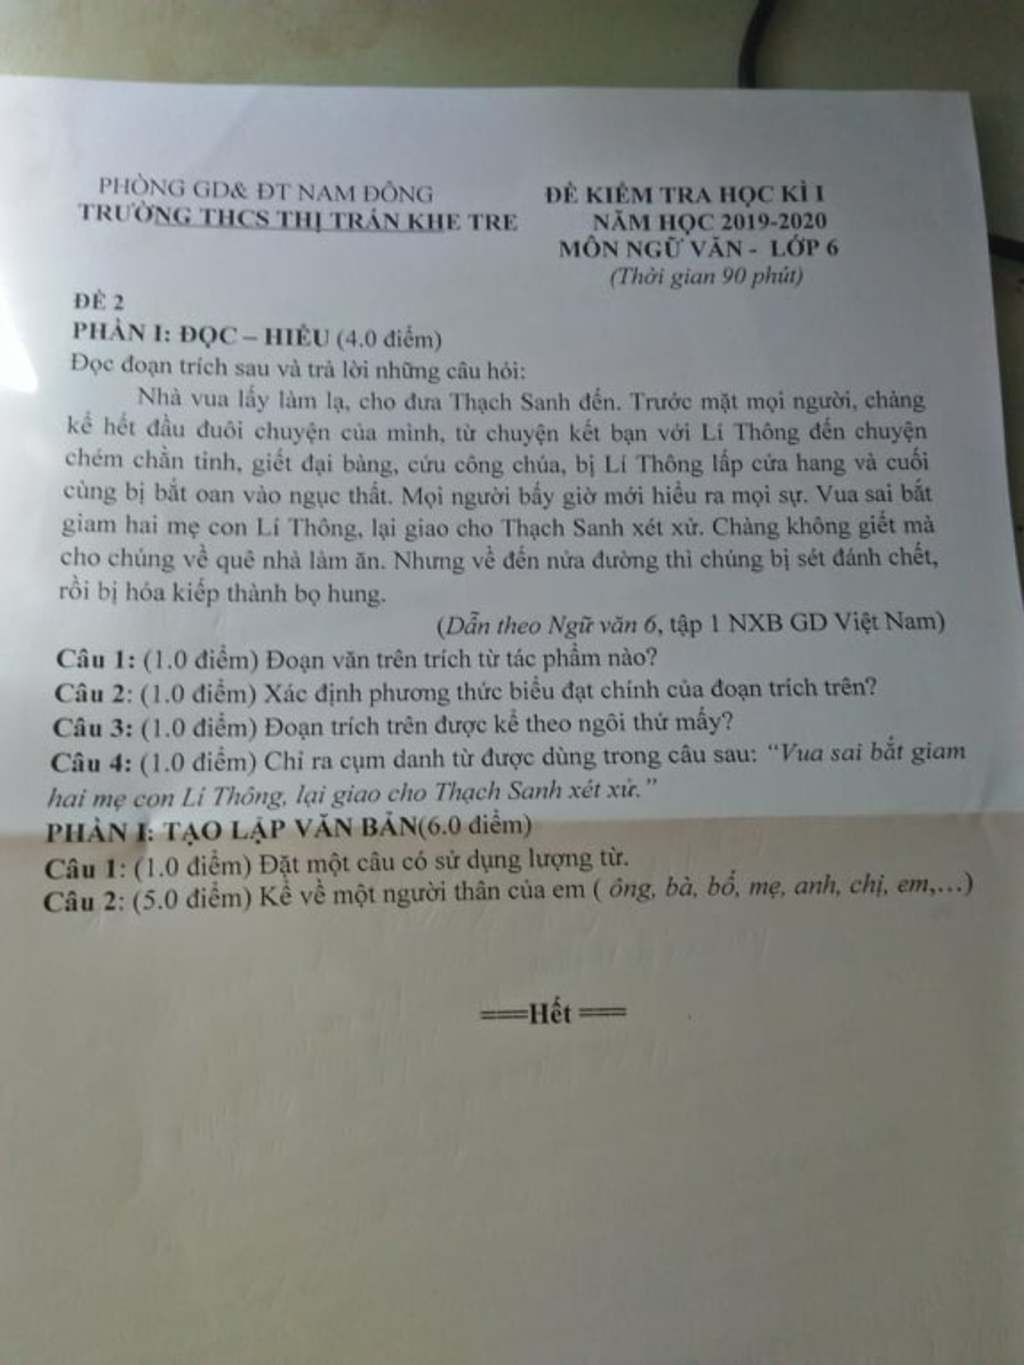 PHÒNG GD& ĐT NAM ĐÔNG
TRƯỜNG THCS THỊ TRẤN KHE TRE
ĐỀ KIỂM TRA HỌC KÌ I
NĂM HỌC 2019-2020
MÔN NGỮ VĂN - LỚP 6
(Thời gian 90 phút)
ĐỀ 2
PHẦN I: ĐỌC – HIỂU (4.0 điểm)
Đọc đoạn trích sau và trả lời những câu hỏi:
Nhà vua lấy làm lạ, cho đưa Thạch Sanh đến. Trước mặt mọi người, chàng
kể hết đầu đuôi chuyện của mình, từ chuyện kết bạn với Lí Thông đến chuyện
chém chằn tinh, giết đại bàng, cứu công chúa, bị Lí Thông lấp cửa hang và cuối
cùng bị bắt oan vào ngục thất. Mọi người bấy giờ mới hiểu ra mọi sự. Vua sai bắt
giam hai mẹ con Lí Thông, lại giao cho Thạch Sanh xét xử. Chàng không giết mà
cho chúng về quê nhà làm ăn. Nhưng về đến nửa đường thì chúng bị sét đánh chết,
rồi bị hóa kiếp thành bọ hung.
(Dẫn theo Ngữ văn 6, tập 1 NXB GD Việt Nam)
Câu 1: (1.0 điểm) Đoạn văn trên trích từ tác phẩm nào?
Câu 2: (1.0 điểm) Xác định phương thức biểu đạt chính của đoạn trích trên?
Câu 3: (1.0 điểm) Đoạn trích trên được kể theo ngôi thứ mấy?
Câu 4: (1.0 điểm) Chỉ ra cụm danh từ được dùng trong câu sau: “Vua sai bắt giam
hai mẹ con Lí Thông, lại giao cho Thạch Sanh xét xử.”
PHẦN I: TẠO LẬP VĂN BẢN(6.0 điểm)
Câu 1: (1.0 điểm) Đặt một câu có sử dụng lượng từ.
Câu 2: (5.0 điểm) Kể về một người thân của em ( ông, bà, bố, mẹ, anh, chị, em,…)
===Hết ===